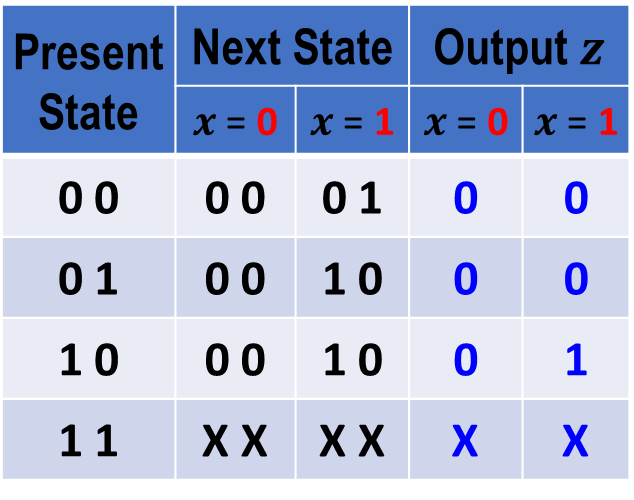 Present State Next State Output z
x = 0 x = 1 x = 0 x = 1
0 0 0 0 0 1 0 0
0 1 0 0 1 0 0 0
1 0 0 0 1 0 0 1
1 1 X X X X X X